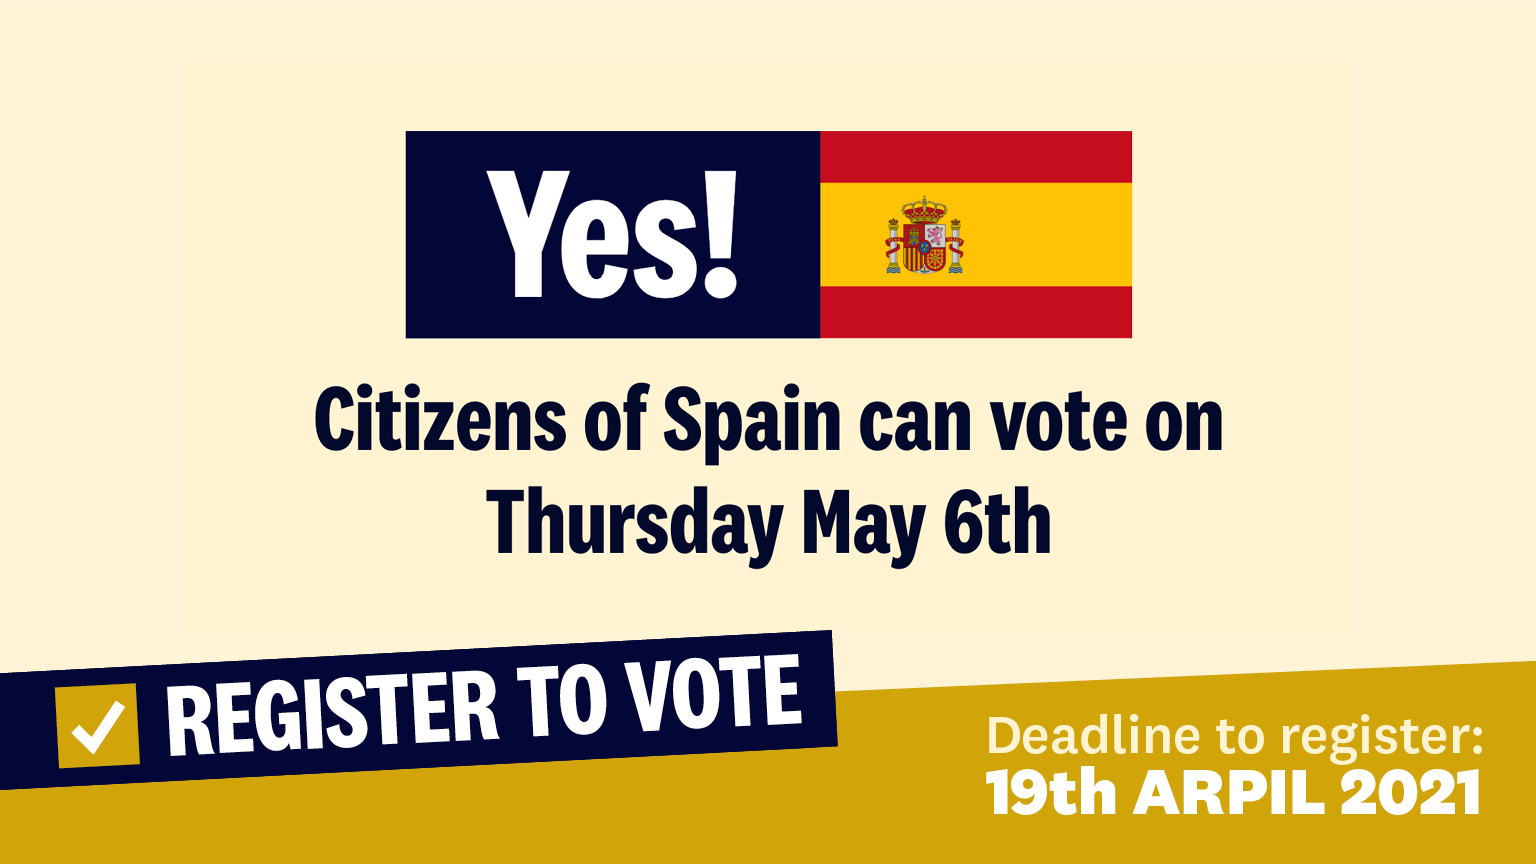 Yes!
Citizens of Spain can vote on
Thursday May 6th
REGISTER TO VOTE
Deadline to register:
19th ARPIL 2021